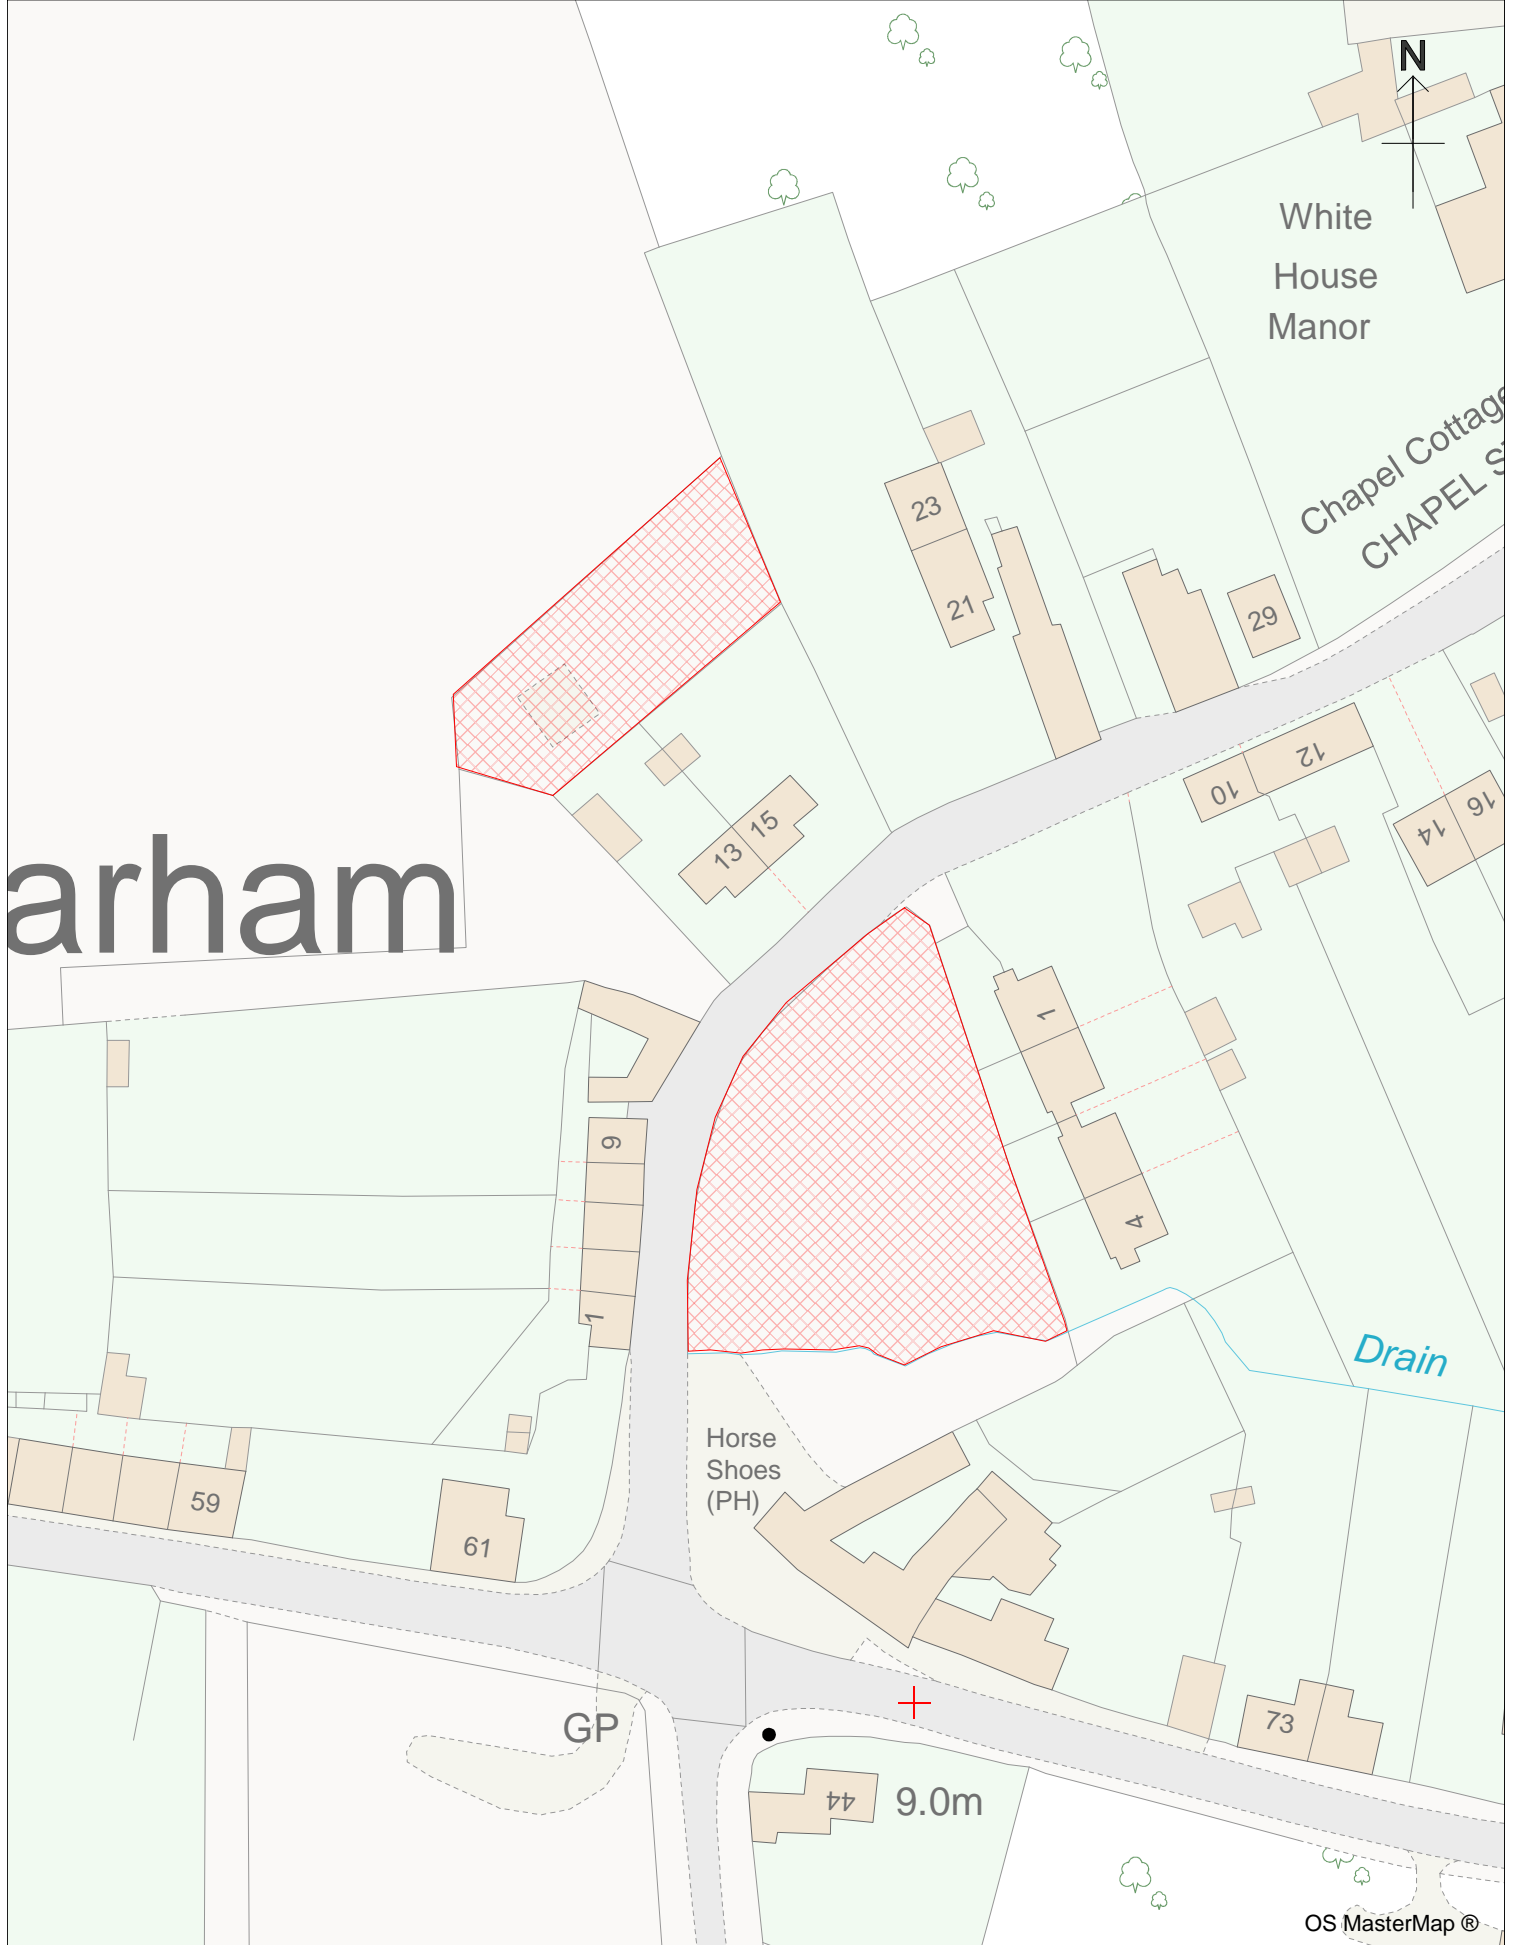 N
White
House
Manor
Chapel Cottage
CHAPEL S
23
21
29
12
10
16
14
15
13
arham
1
4
9
1
Drain
Horse
Shoes
(PH)
59
61
GP
73
44
9.0m
OS MasterMap ®